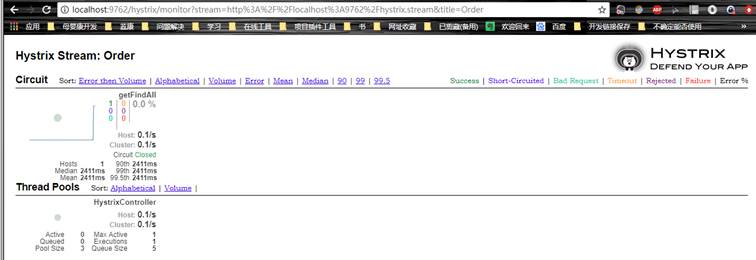 localhost:9762/hystrix/monitor?stream=http%3A%2F%2Flocalhost%3A9762%2Fhystrix.stream&title=Order
应用 母婴康开发 问题解决 学习 在线工具 项目插件工具 书 网址收藏 欢迎回来 百度 开发链接保存 不确定能否使用
Hystrix Stream: Order
HYSTRIX
DEFEND YOUR APP
Circuit Sort: Error then Volume | Alphabetical | Volume | Error | Mean | Median | 90 | 99 | 99.5
Success | Short-Circuited | Bad Request | Timeout | Rejected | Failure | Error %
getFindAll
1 0 0.0 %
0 0
0 0
Host: 0.1/s
Cluster: 0.1/s
Circuit Closed
Hosts 1 90th 2411ms
Median 2411ms 99th 2411ms
Mean 2411ms 99.5th 2411ms
Thread Pools Sort: Alphabetical | Volume |
HystrixController
Host: 0.1/s
Cluster: 0.1/s
Active 0 Max Active 1
Queued 0 Executions 1
Pool Size 3 Queue Size 5